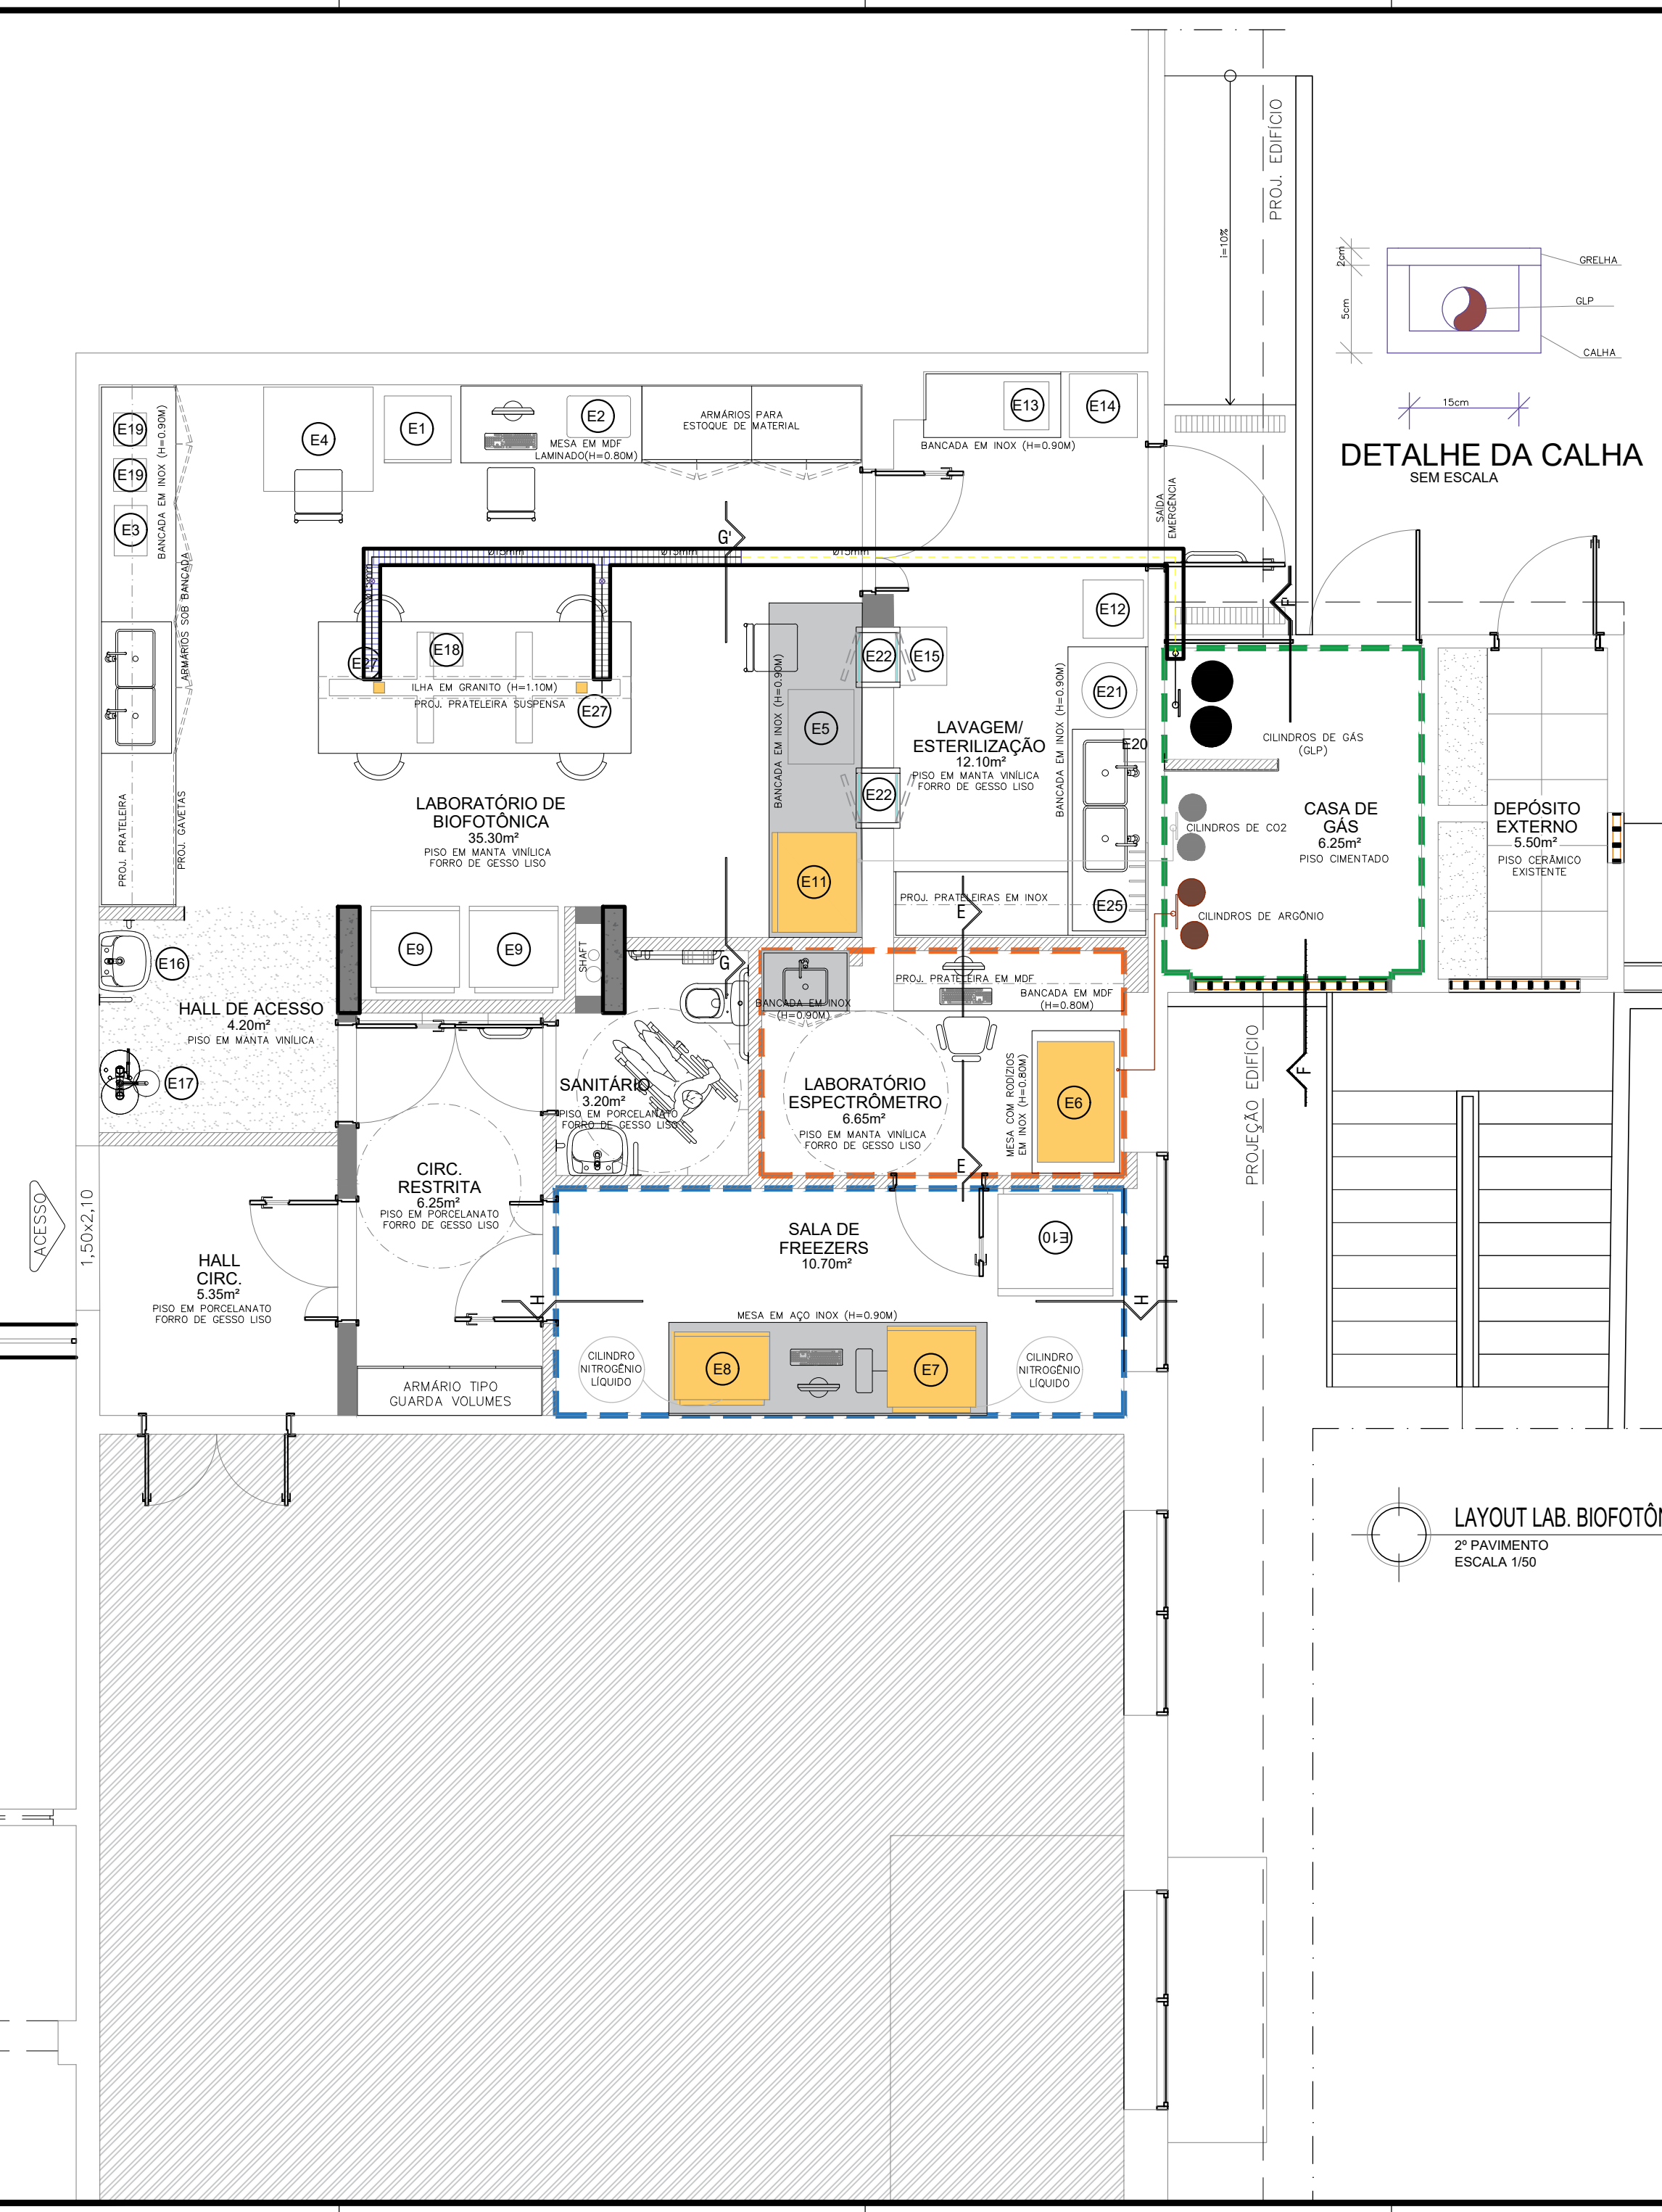 PROJ. EDIFÍCIO
i=10%
2cm
5cm
GRELHA
GLP
CALHA
15cm
DETALHE DA CALHA
SEM ESCALA
E19
E19
E3
BANCADA EM INOX (H=0.90M)
ARMÁRIOS SOB BANCADA
E4
E1
E2
MESA EM MDF
LAMINADO(H=0.80M)
ARMÁRIOS PARA
ESTOQUE DE MATERIAL
E13
E14
BANCADA EM INOX (H=0.90M)
SAÍDA
EMERGÊNCIA
G'
Ø15mm
Ø15mm
Ø15mm
Ø15mm
F'
E27
E18
ILHA EM GRANITO (H=1.10M)
PROJ. PRATELEIRA SUSPENSA
E27
BANCADA EM INOX (H=0.90M)
E5
E22
E15
E22
E11
E12
E21
E20
BANCADA EM INOX (H=0.90M)
E25
LAVAGEM/
ESTERILIZAÇÃO
12.10m²
PISO EM MANTA VINÍLICA
FORRO DE GESSO LISO
PROJ. PRATELEIRAS EM INOX
LABORATÓRIO DE
BIOFOTÔNICA
35.30m²
PISO EM MANTA VINÍLICA
FORRO DE GESSO LISO
PROJ. PRATELEIRA
PROJ. GAVETAS
CILINDROS DE GÁS
(GLP)
CILINDROS DE CO2
CASA DE
GÁS
6.25m²
PISO CIMENTADO
CILINDROS DE ARGÔNIO
DEPÓSITO
EXTERNO
5.50m²
PISO CERÂMICO
EXISTENTE
E9
E9
SHAFT
E16
HALL DE ACESSO
4.20m²
PISO EM MANTA VINÍLICA
E17
G
E
PROJ. PRATELEIRA EM MDF
BANCADA EM MDF
(H=0.80M)
BANCADA EM INOX
(H=0.90M)
SANITÁRIO
3.20m²
PISO EM PORCELANATO
FORRO DE GESSO LISO
LABORATÓRIO
ESPECTRÔMETRO
6.65m²
PISO EM MANTA VINÍLICA
FORRO DE GESSO LISO
MESA COM RODÍZIOS
EM INOX (H=0.80M)
E6
E
F
PROJEÇÃO EDIFÍCIO
CIRC.
RESTRITA
6.25m²
PISO EM PORCELANATO
FORRO DE GESSO LISO
ACESSO
1,50x2,10
HALL
CIRC.
5.35m²
PISO EM PORCELANATO
FORRO DE GESSO LISO
SALA DE
FREEZERS
10.70m²
E10
H
H
MESA EM AÇO INOX (H=0.90M)
CILINDRO
NITROGÊNIO
LÍQUIDO
E8
E7
CILINDRO
NITROGÊNIO
LÍQUIDO
ARMÁRIO TIPO
GUARDA VOLUMES
LAYOUT LAB.
2º PAVIMENTO
ESCALA 1/50